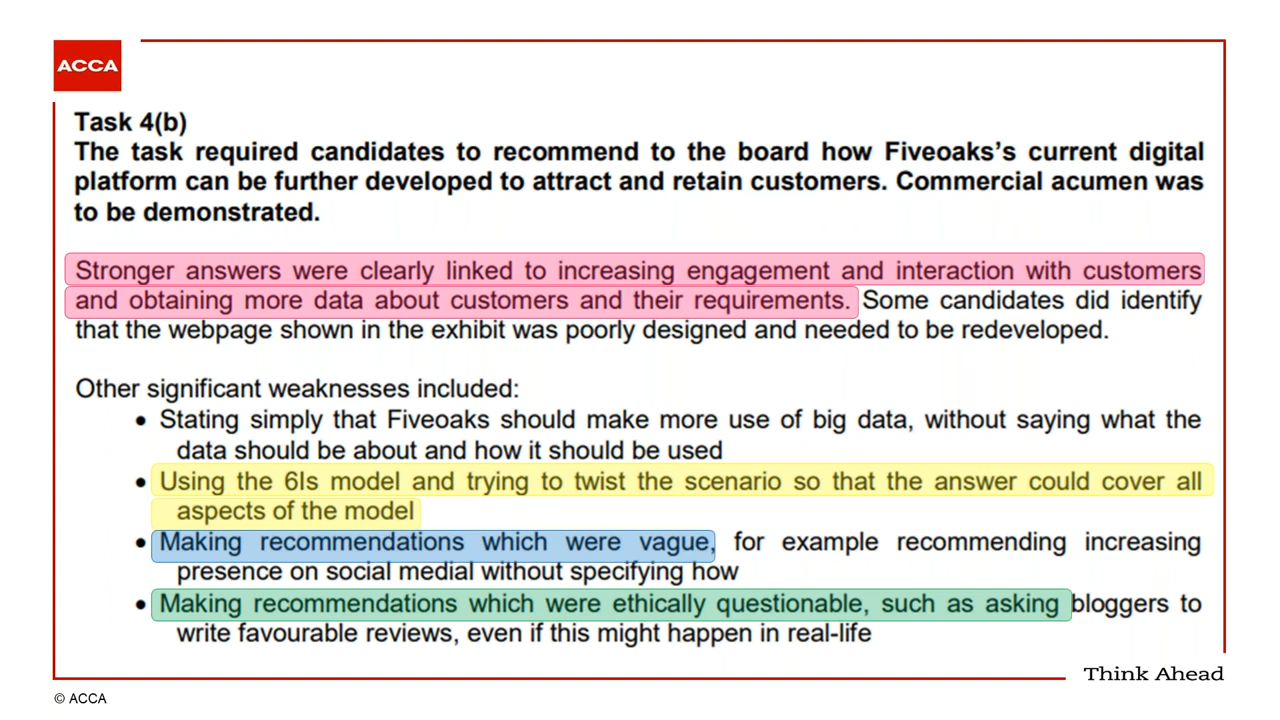 ACCA
Task 4(b)
The task required candidates to recommend to the board how Fiveoaks's current digital
platform can be further developed to attract and retain customers. Commercial acumen was
to be demonstrated.
Stronger answers were clearly linked to increasing engagement and interaction with customers
and obtaining more data about customers and their requirements. Some candidates did identify
that the webpage shown in the exhibit was poorly designed and needed to be redeveloped.
Other significant weaknesses included:
• Stating simply that Fiveoaks should make more use of big data, without saying what the
data should be about and how it should be used
• Using the 6Is model and trying to twist the scenario so that the answer could cover all
aspects of the model
• Making recommendations which were vague, for example recommending increasing
presence on social medial without specifying how
• Making recommendations which were ethically questionable, such as asking bloggers to
write favourable reviews, even if this might happen in real-life
Think Ahead
© ACCA